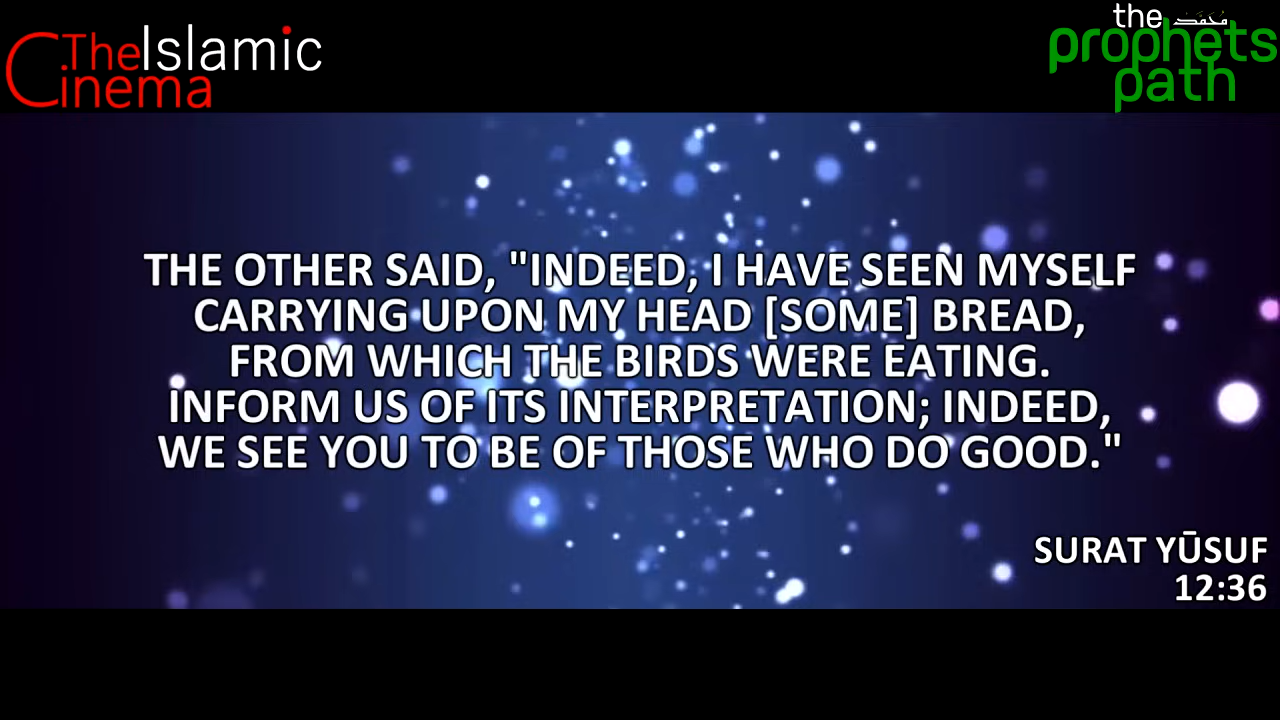 The Islamic
Cinema
the مُحَمَّد
prophets
path
THE OTHER SAID, "INDEED, I HAVE SEEN MYSELF
CARRYING UPON MY HEAD [SOME] BREAD,
FROM WHICH THE BIRDS WERE EATING.
INFORM US OF ITS INTERPRETATION; INDEED,
WE SEE YOU TO BE OF THOSE WHO DO GOOD."
SURAT YŪSUF
12:36